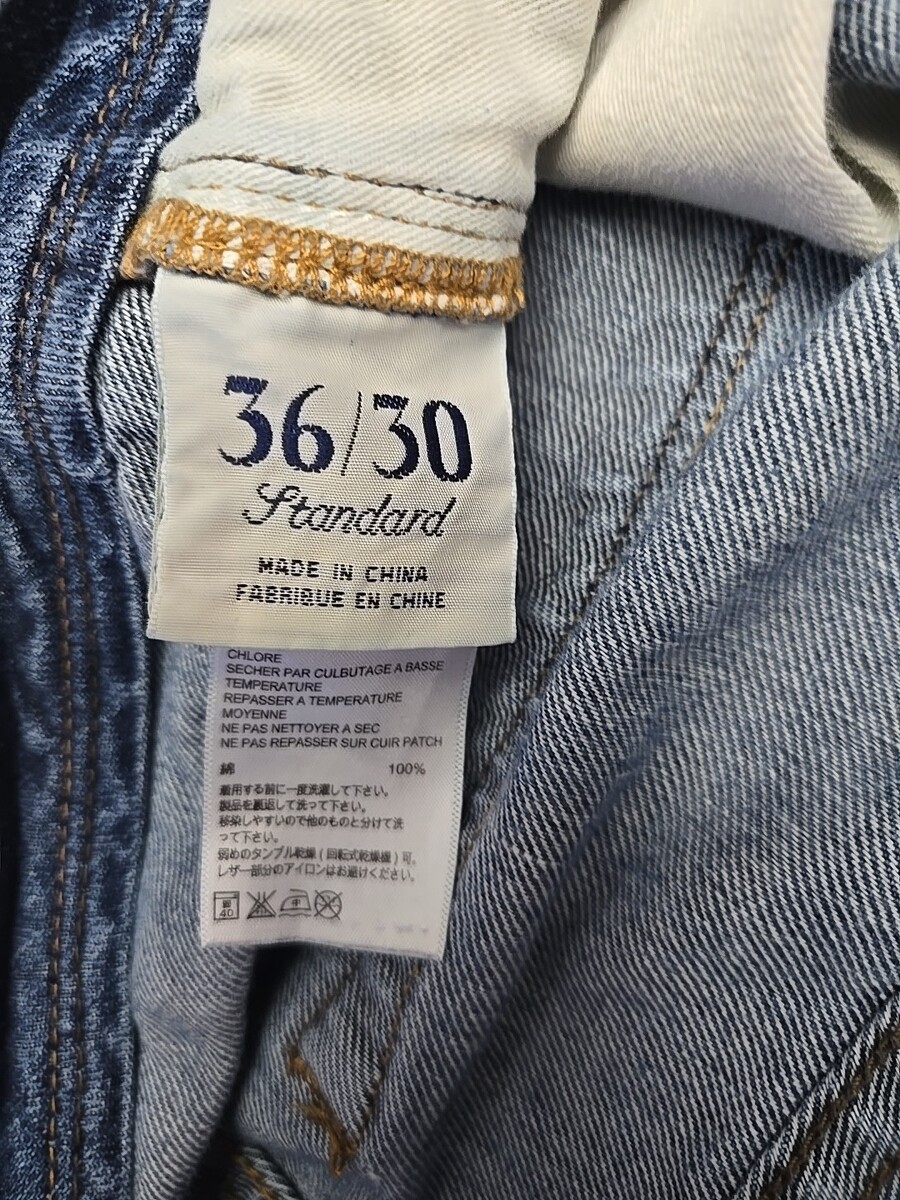 36/30
Standard
MADE IN CHINA
FABRIQUE EN CHINE
CHLORE
SECHER PAR CULBUTAGE A BASSE
TEMPERATURE
REPASSER A TEMPERATURE
MOYENNE
NE PAS NETTOYER A SEC
NE PAS REPASSER SUR CUIR PATCH
綿 100%
着用する前に一度洗濯して下さい。
製品を裏返して洗って下さい。
移染しやすいので他のものと分けて洗
って下さい。
弱めのタンブル乾燥(回転式乾燥機)可。
レザー部分のアイロンはお避けください。
40